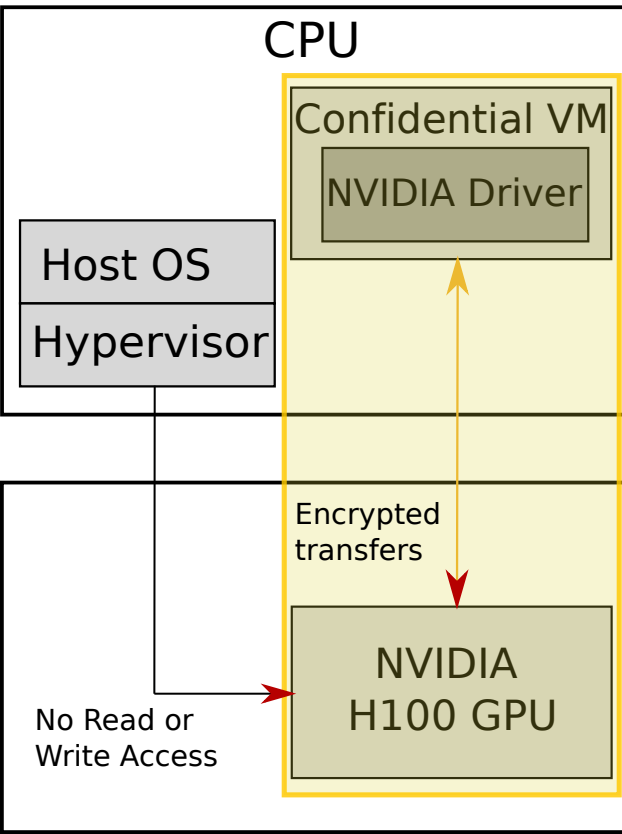 CPU
Confidential VM
NVIDIA Driver
Host OS
Hypervisor
Encrypted
transfers
NVIDIA
H100 GPU
No Read or
Write Access